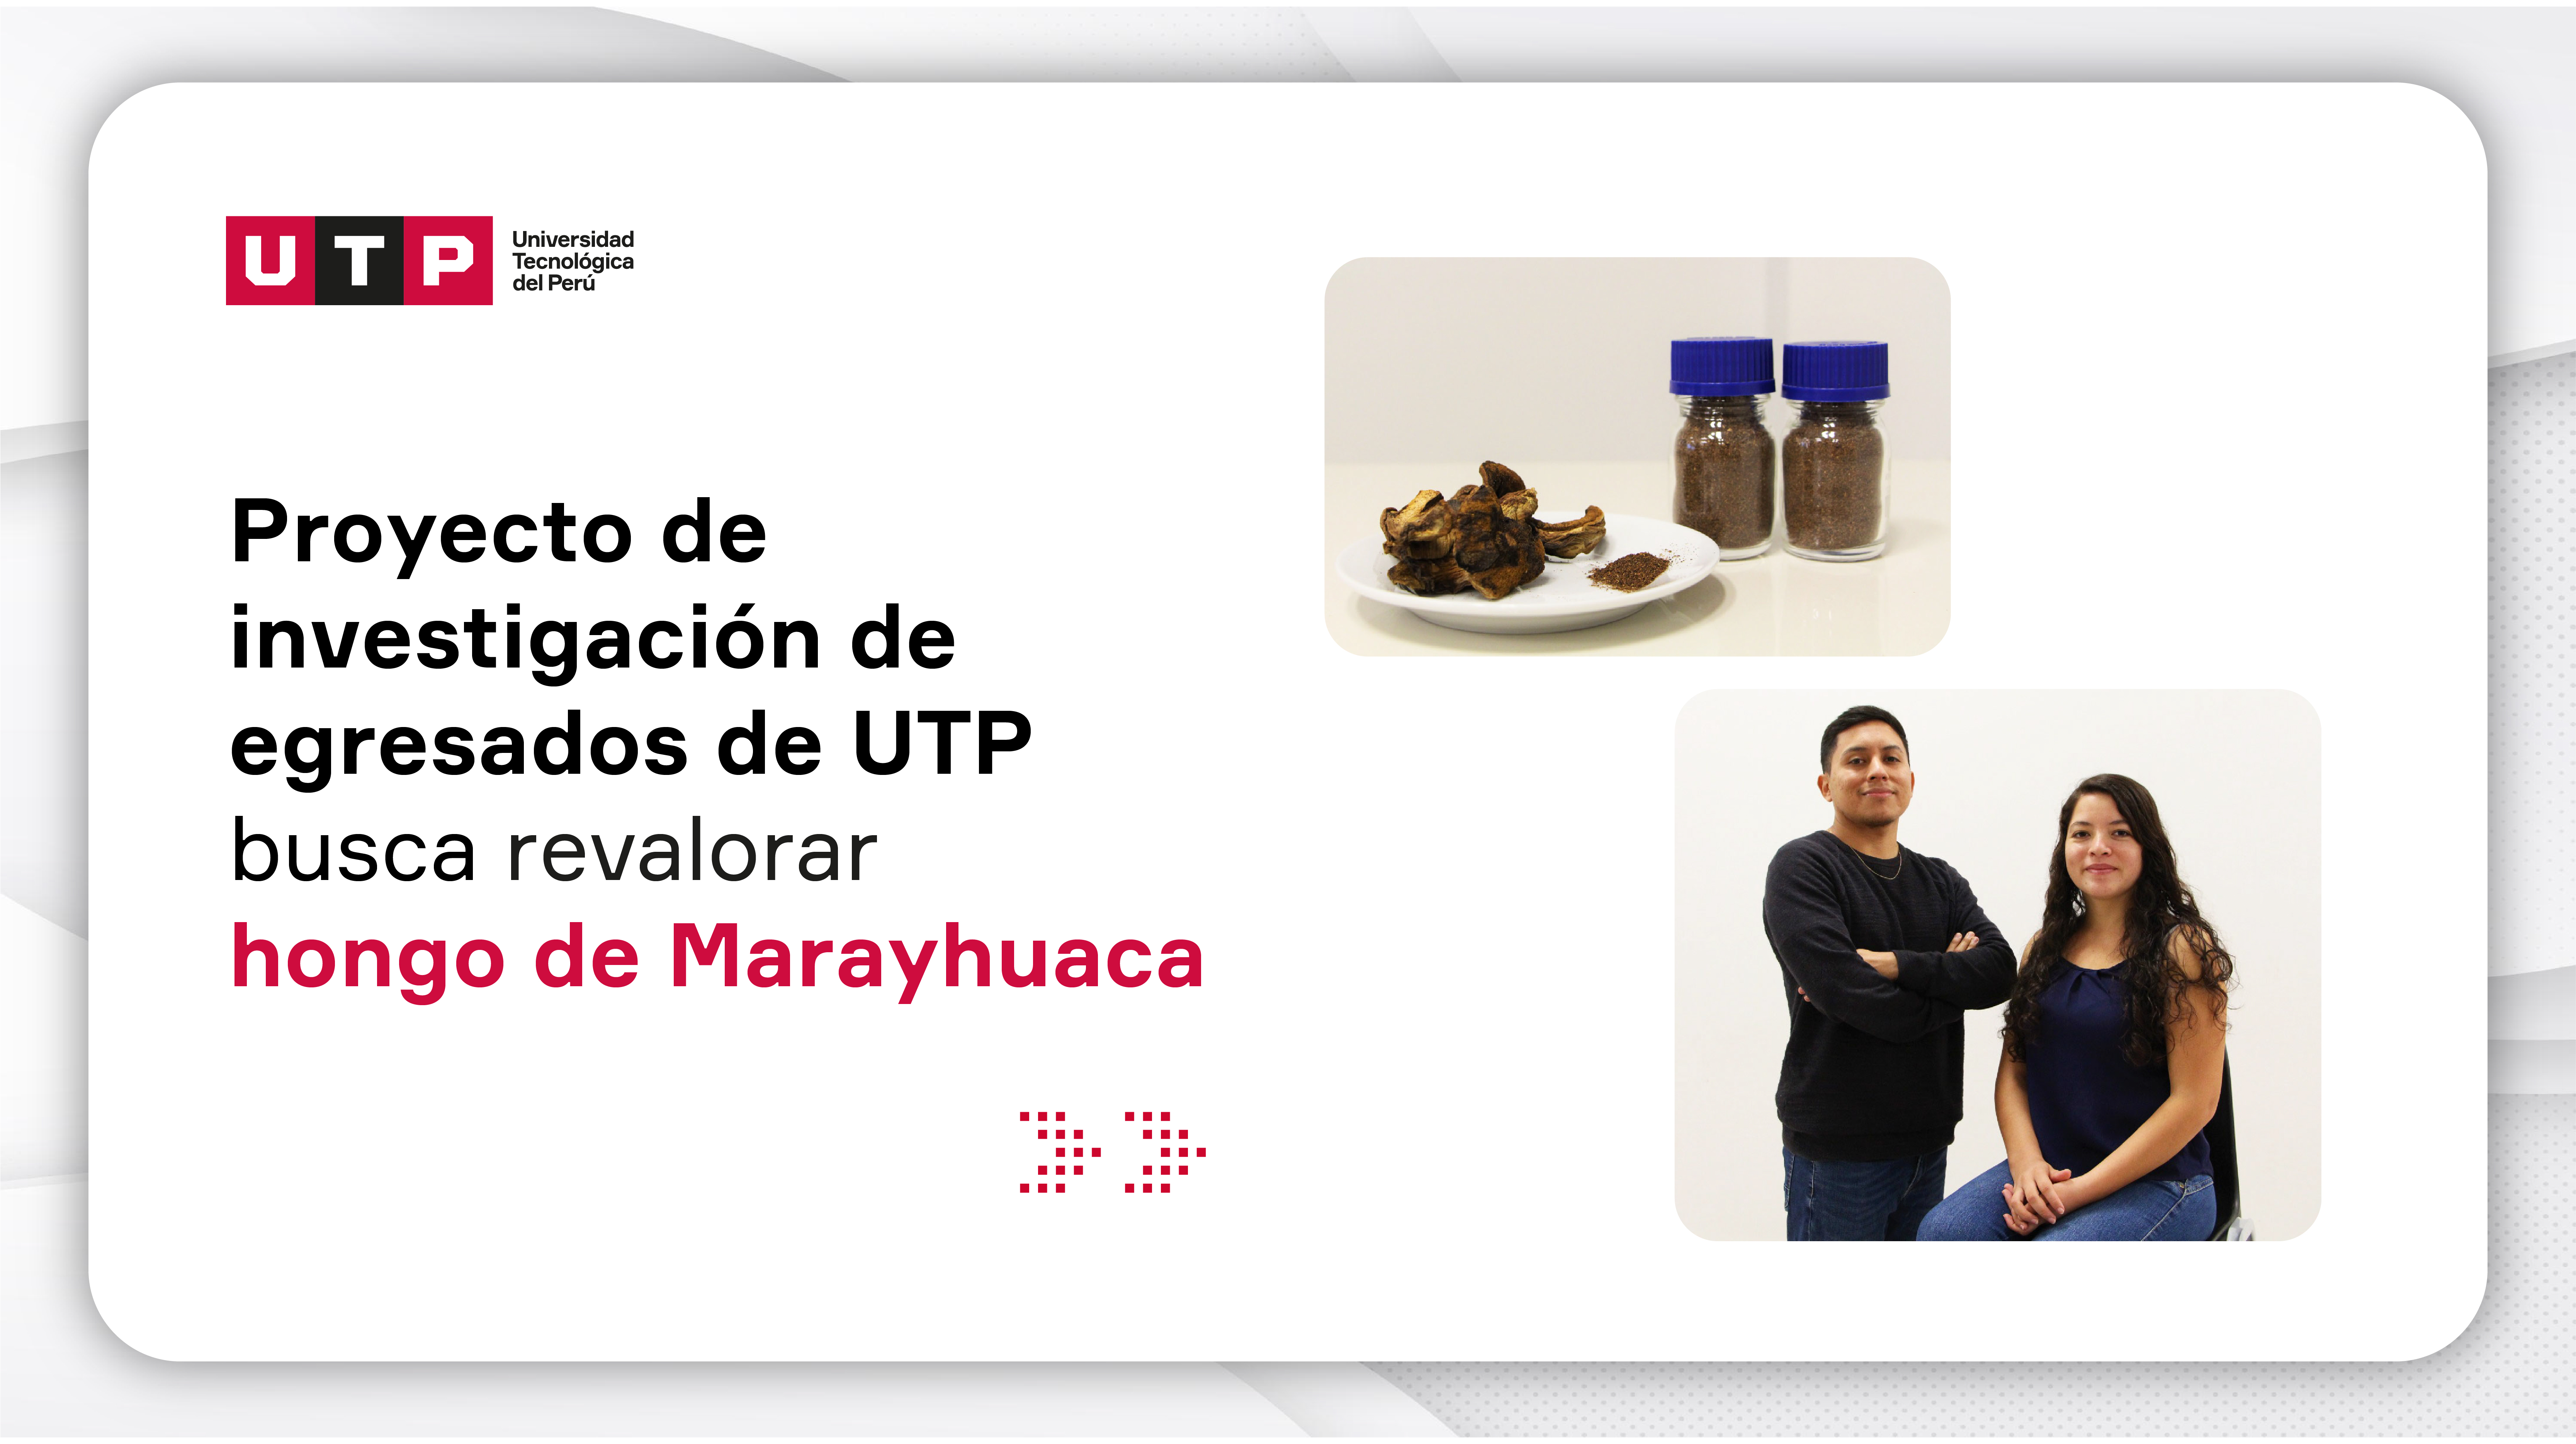 UTP
Universidad
Tecnológica
del Perú
Proyecto de
investigación de
egresados de UTP
busca revalorar
hongo de Marayhuaca